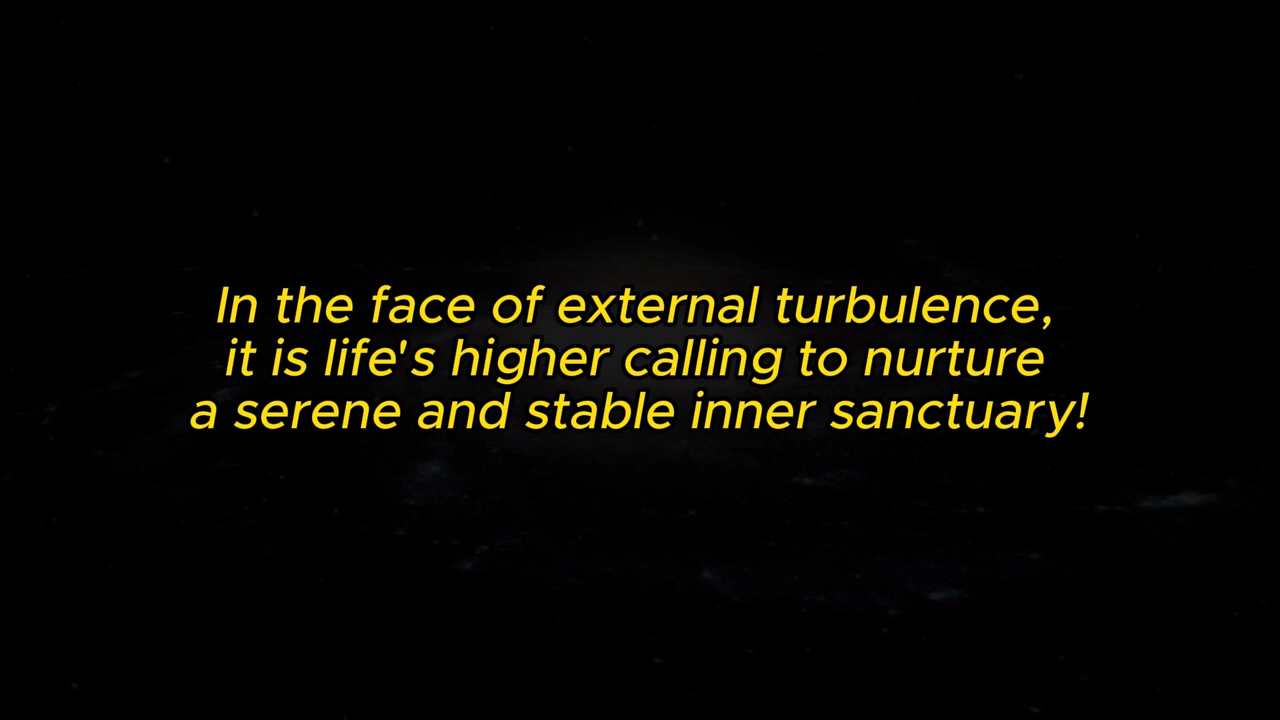 In the face of external turbulence,
it is life's higher calling to nurture
a serene and stable inner sanctuary!